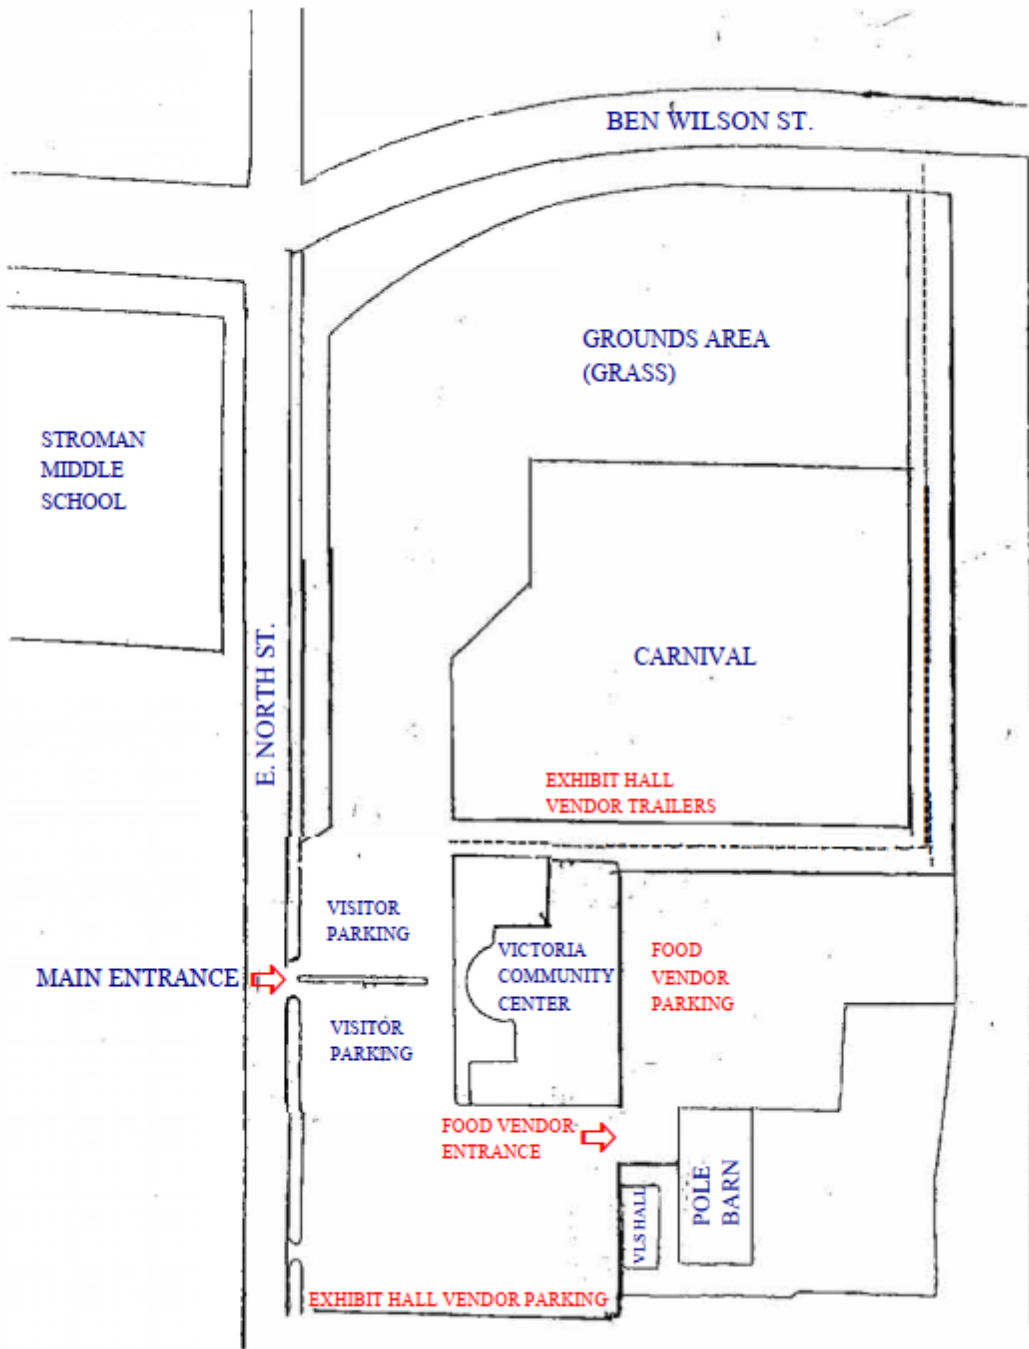 BEN WILSON ST.
GROUNDS AREA
(GRASS)
STROMAN
MIDDLE
SCHOOL
E. NORTH ST.
CARNIVAL
EXHIBIT HALL
VENDOR TRAILERS
VISITOR
PARKING
MAIN ENTRANCE
VICTORIA
COMMUNITY
CENTER
FOOD
VENDOR
PARKING
VISITOR
PARKING
FOOD VENDOR
ENTRANCE
POLE
BARN
VLS HALL
EXHIBIT HALL VENDOR PARKING